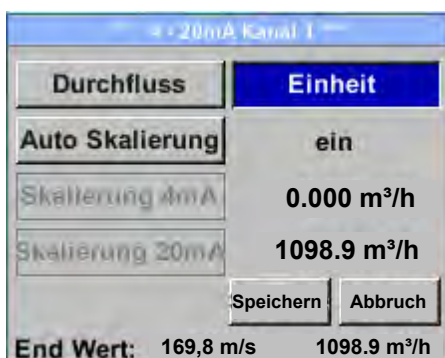 4 - 20mA Kanal 1
Durchfluss Einheit
Auto Skalierung ein
Skalierung 4mA 0.000 m³/h
Skalierung 20mA 1098.9 m³/h
Speichern Abbruch
End Wert: 169,8 m/s 1098.9 m³/h